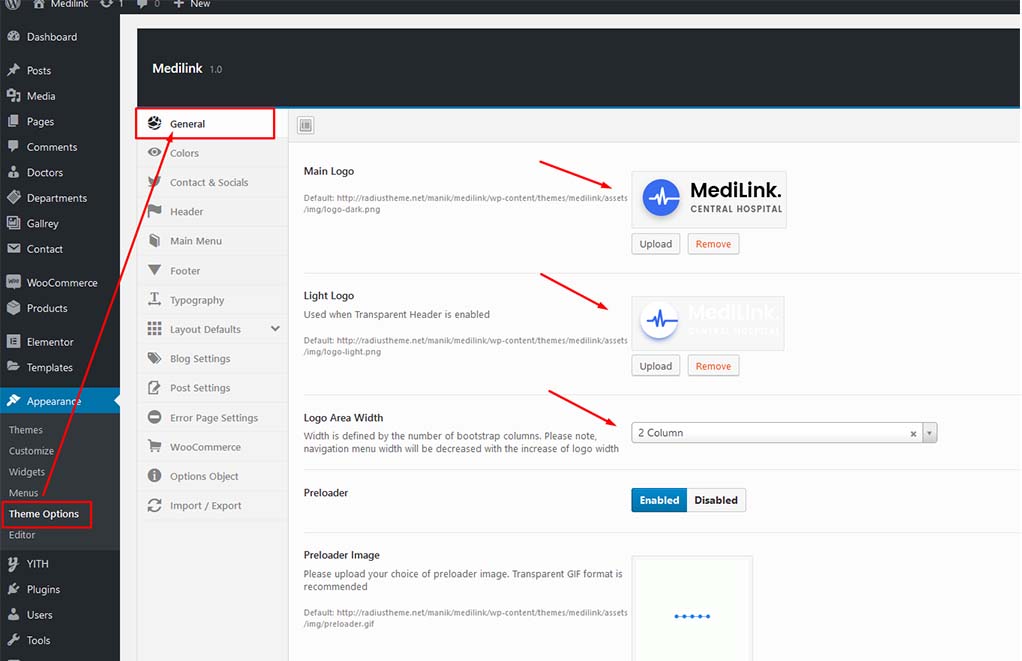 Medilink 1 0 New
Dashboard
Posts
Media
Pages
Comments
Doctors
Departments
Gallrey
Contact
WooCommerce
Products
Elementor
Templates
Appearance
Themes
Customize
Widgets
Menus
Theme Options
Editor
YITH
Plugins
Users
Tools
Medilink 1.0
General
Colors
Contact & Socials
Header
Main Menu
Footer
Typography
Layout Defaults
Blog Settings
Post Settings
Error Page Settings
WooCommerce
Options Object
Import / Export
Main Logo
Default: http://radiustheme.net/manik/medilink/wp-content/themes/medilink/assets
/img/logo-dark.png
MediLink.
CENTRAL HOSPITAL
Upload Remove
Light Logo
Used when Transparent Header is enabled
Default: http://radiustheme.net/manik/medilink/wp-content/themes/medilink/assets
/img/logo-light.png
MediLink.
CENTRAL HOSPITAL
Upload Remove
Logo Area Width
Width is defined by the number of bootstrap columns. Please note,
navigation menu width will be decreased with the increase of logo width
2 Column
Preloader
Enabled Disabled
Preloader Image
Please upload your choice of preloader image. Transparent GIF format is
recommended
Default: http://radiustheme.net/manik/medilink/wp-content/themes/medilink/assets
/img/preloader.gif